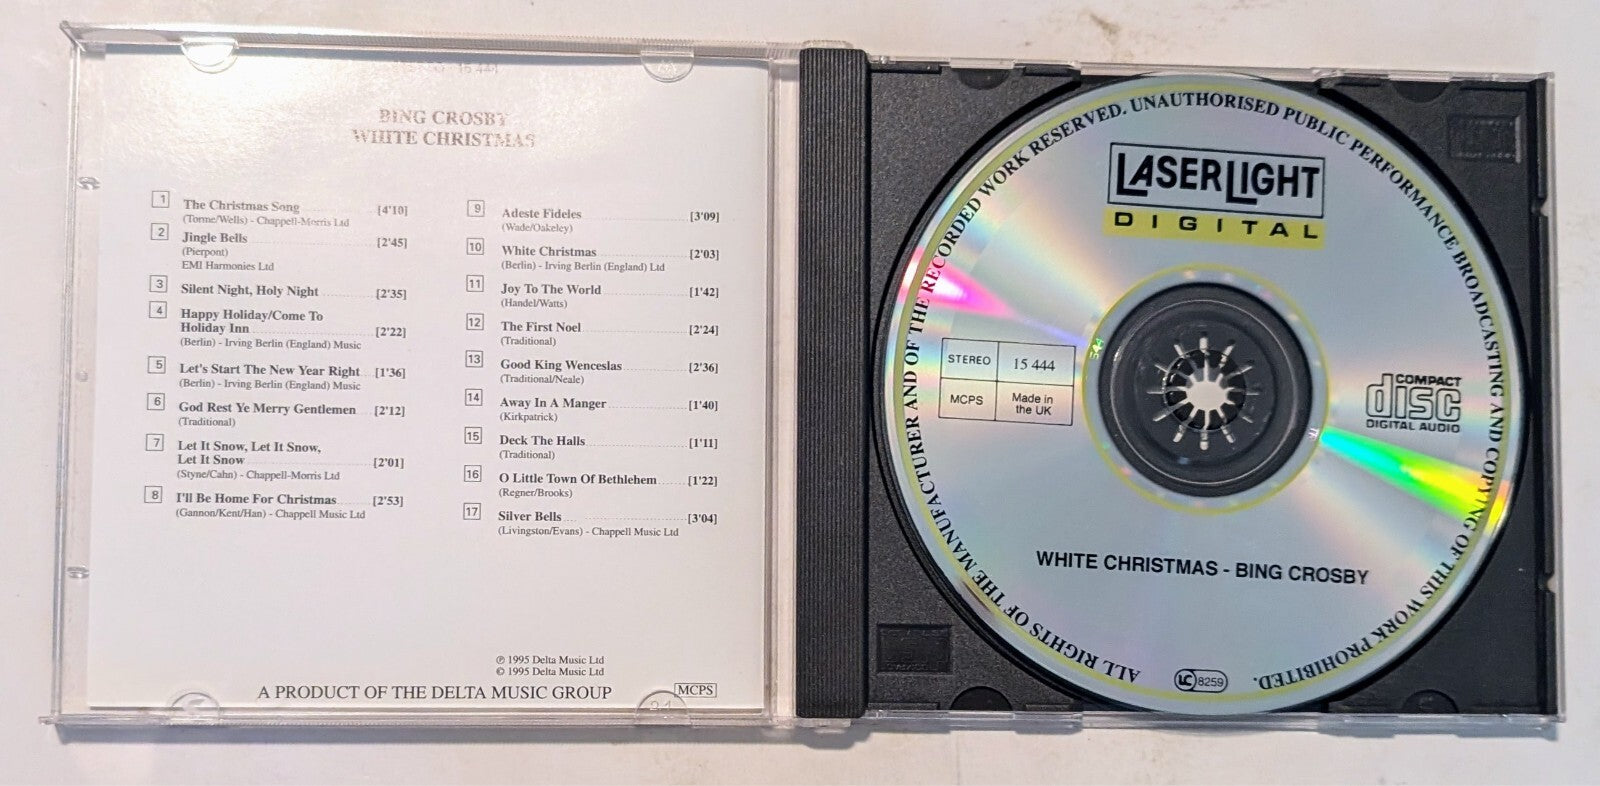 15 444
BING CROSBY
WHITE CHRISTMAS
1 The Christmas Song [4'10]
(Torme/Wells) - Chappell-Morris Ltd
2 Jingle Bells [2'45]
(Pierpont)
EMI Harmonies Ltd
3 Silent Night, Holy Night [2'35]
4 Happy Holiday/Come To
Holiday Inn [2'22]
(Berlin) - Irving Berlin (England) Music
5 Let's Start The New Year Right [1'36]
(Berlin) - Irving Berlin (England) Music
6 God Rest Ye Merry Gentlemen [2'12]
(Traditional)
7 Let It Snow, Let It Snow,
Let It Snow [2'01]
(Styne/Cahn) - Chappell-Morris Ltd
8 I'll Be Home For Christmas [2'53]
(Gannon/Kent/Han) - Chappell Music Ltd
9 Adeste Fideles [3'09]
(Wade/Oakeley)
10 White Christmas [2'03]
(Berlin) - Irving Berlin (England) Ltd
11 Joy To The World [1'42]
(Handel/Watts)
12 The First Noel [2'24]
(Traditional)
13 Good King Wenceslas [2'36]
(Traditional/Neale)
14 Away In A Manger [1'40]
(Kirkpatrick)
15 Deck The Halls [1'11]
(Traditional)
16 O Little Town Of Bethlehem [1'22]
(Regner/Brooks)
17 Silver Bells [3'04]
(Livingston/Evans) - Chappell Music Ltd
℗ 1995 Delta Music Ltd
© 1995 Delta Music Ltd
A PRODUCT OF THE DELTA MUSIC GROUP MCPS
ALL RIGHTS OF THE MANUFACTURER AND OF THE RECORDED WORK RESERVED. UNAUTHORISED PUBLIC PERFORMANCE BROADCASTING AND COPYING OF THIS WORK PROHIBITED.
LASERLIGHT
DIGITAL
STEREO 15 444
MCPS Made in
the UK
COMPACT
disc
DIGITAL AUDIO
WHITE CHRISTMAS - BING CROSBY
LC 8259